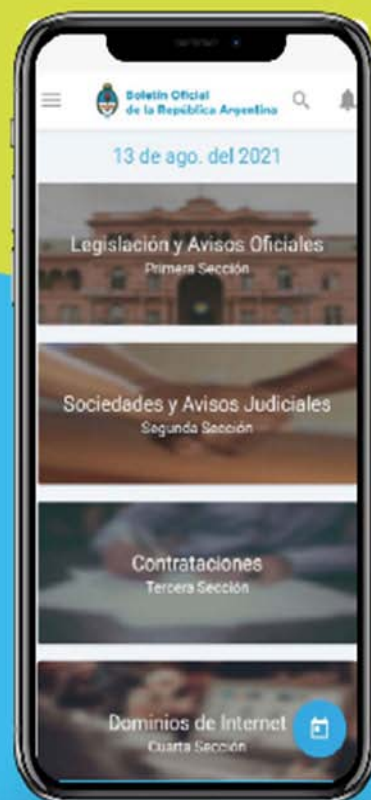 Boletín Oficial
de la República Argentina
13 de ago. del 2021
Legislación y Avisos Oficiales
Primera Sección
Sociedades y Avisos Judiciales
Segunda Sección
Contrataciones
Tercera Sección
Dominios de Internet
Cuarta Sección